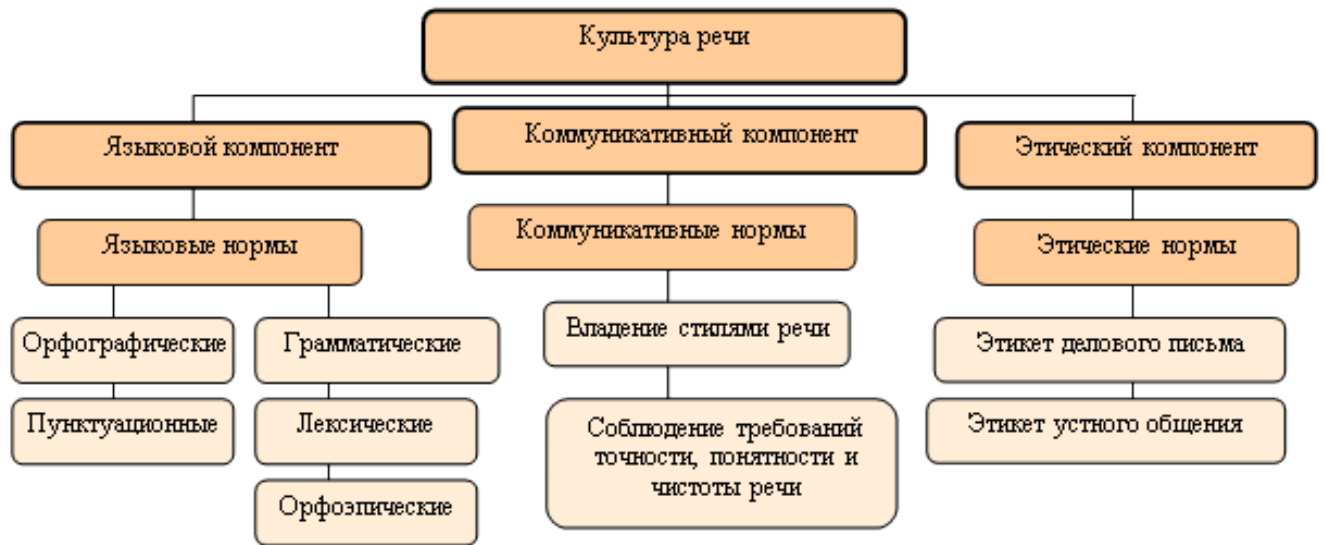 Культура речи
Языковой компонент
Коммуникативный компонент
Этический компонент
Языковые нормы
Коммуникативные нормы
Этические нормы
Орфографические
Грамматические
Владение стилями речи
Этикет делового письма
Пунктуационные
Лексические
Соблюдение требований
точности, понятности и
чистоты речи
Этикет устного общения
Орфоэпические